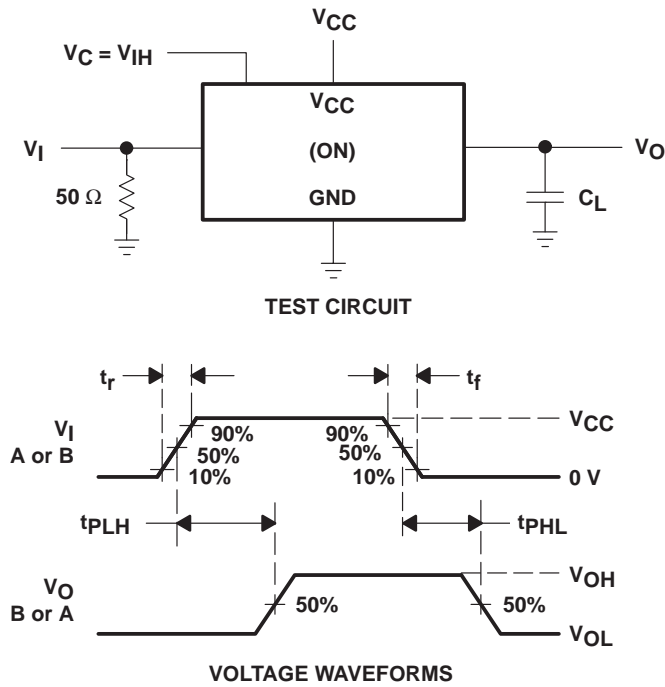 VCC
VC = VIH
VCC
VI
(ON)
VO
50 Ω
GND
CL
TEST CIRCUIT
tr
tf
VI
A or B
90%
50%
10%
90%
50%
10%
VCC
0 V
tPLH
tPHL
VO
B or A
50%
50%
VOH
VOL
VOLTAGE WAVEFORMS